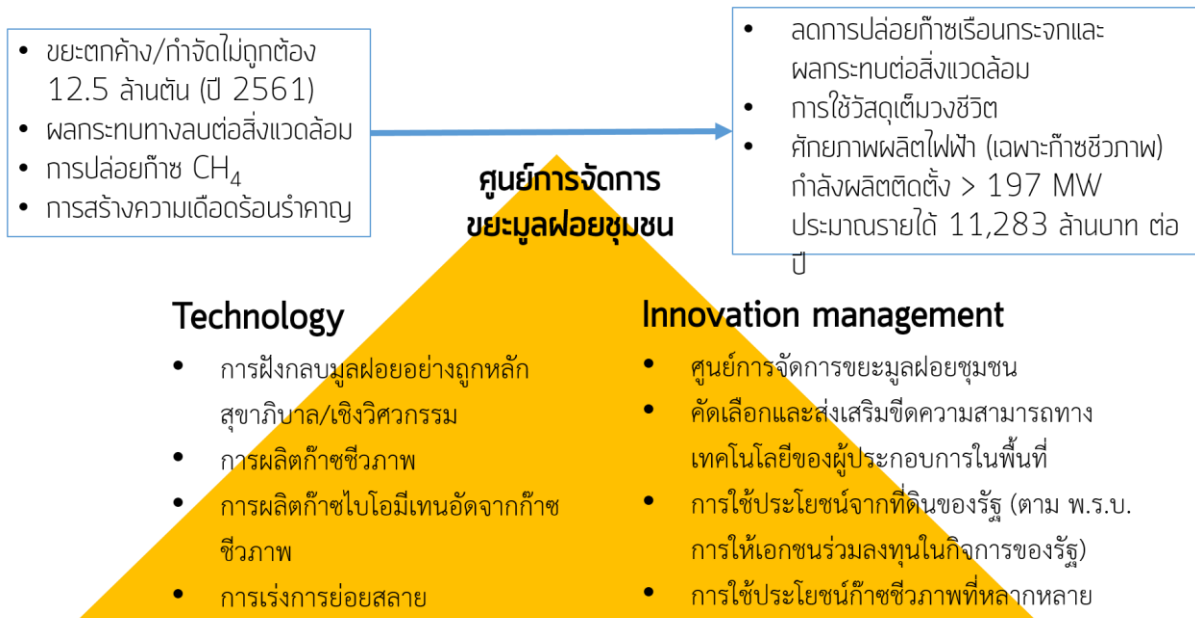 • ขยะตกค้าง/กำจัดไม่ถูกต้อง
12.5 ล้านตัน (ปี 2561)
• ผลกระทบทางลบต่อสิ่งแวดล้อม
• การปล่อยก๊าซ CH₄
• การสร้างความเดือดร้อนรำคาญ
• ลดการปล่อยก๊าซเรือนกระจกและ
ผลกระทบต่อสิ่งแวดล้อม
• การใช้วัสดุเต็มวงชีวิต
• ศักยภาพผลิตไฟฟ้า (เฉพาะก๊าซชีวภาพ)
กำลังผลิตติดตั้ง > 197 MW
ประมาณรายได้ 11,283 ล้านบาท ต่อ
ปี
ศูนย์การจัดการ
ขยะมูลฝอยชุมชน
Technology
• การฝังกลบมูลฝอยอย่างถูกหลัก
สุขาภิบาล/เชิงวิศวกรรม
• การผลิตก๊าซชีวภาพ
• การผลิตก๊าซไบโอมีเทนอัดจากก๊าซ
ชีวภาพ
• การเร่งการย่อยสลาย
Innovation management
• ศูนย์การจัดการขยะมูลฝอยชุมชน
• คัดเลือกและส่งเสริมขีดความสามารถทาง
เทคโนโลยีของผู้ประกอบการในพื้นที่
• การใช้ประโยชน์จากที่ดินของรัฐ (ตาม พ.ร.บ.
การให้เอกชนร่วมลงทุนในกิจการของรัฐ)
• การใช้ประโยชน์ก๊าซชีวภาพที่หลากหลาย